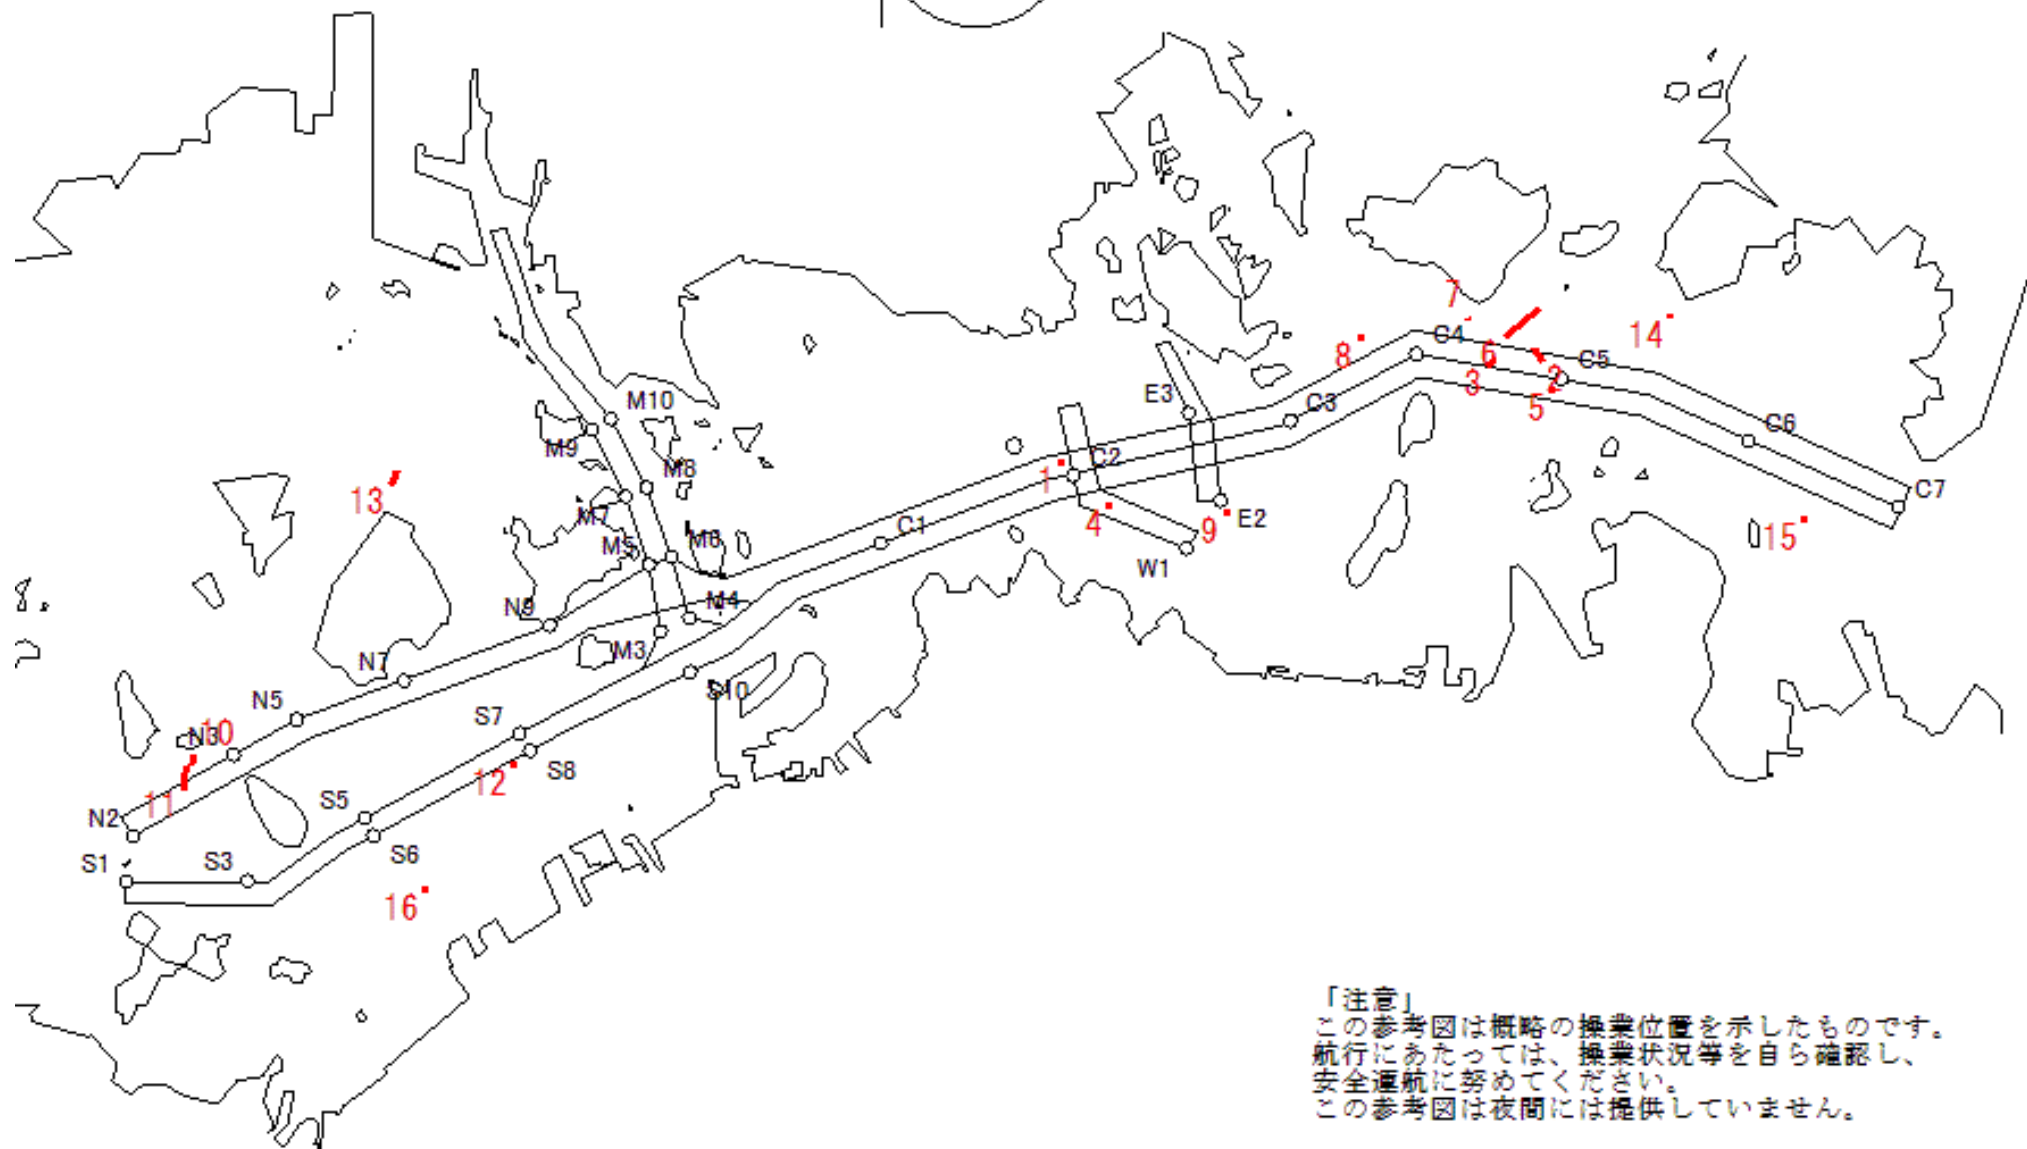 7
14
C4
8
6
C5
3
2
5
E3
M10
C3
C6
M9
C2
M8
1
C7
13
M7
4
9
E2
C1
M5
M6
W1
15
N9
M4
M3
N7
S10
N5
S7
N3
10
S8
12
11
S5
N2
S6
S1
S3
16
「注意」
この参考図は概略の操業位置を示したものです。
航行にあたっては、操業状況等を自ら確認し、
安全運航に努めてください。
この参考図は夜間には提供していません。